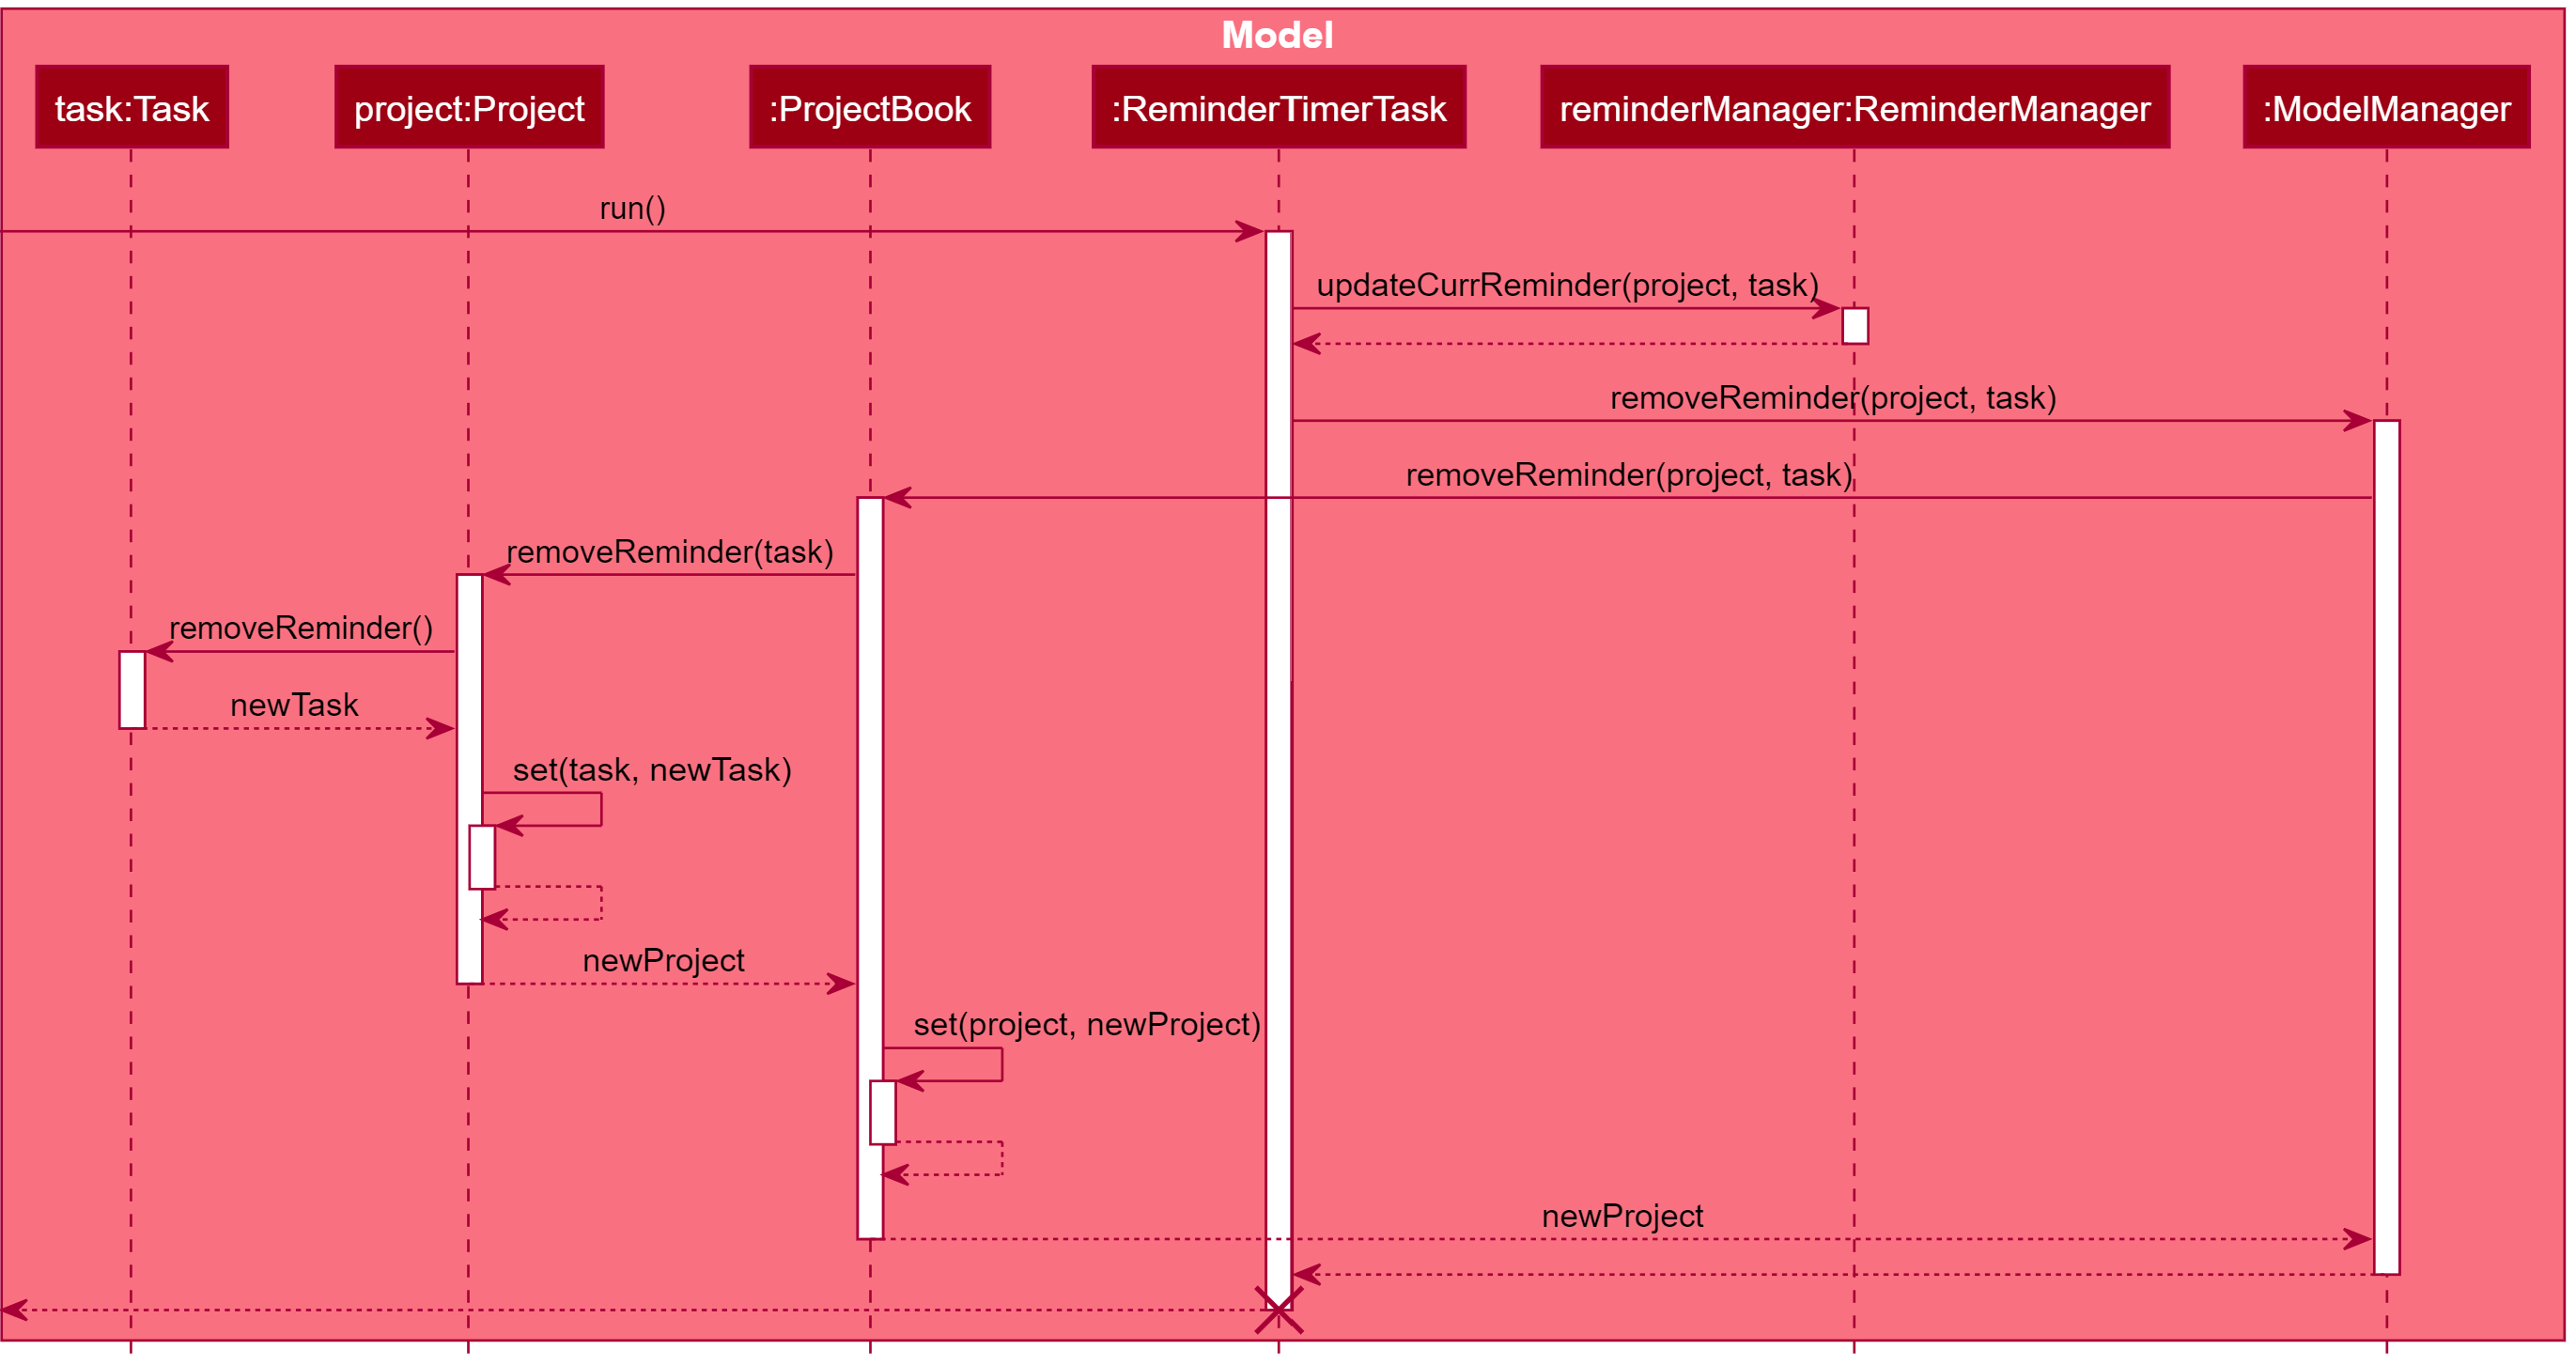 Model
task:Task
project:Project
:ProjectBook
:ReminderTimerTask
reminderManager:ReminderManager
:ModelManager
run()
updateCurrReminder(project, task)
removeReminder(project, task)
removeReminder(project, task)
removeReminder(task)
removeReminder()
newTask
set(task, newTask)
newProject
set(project, newProject)
newProject